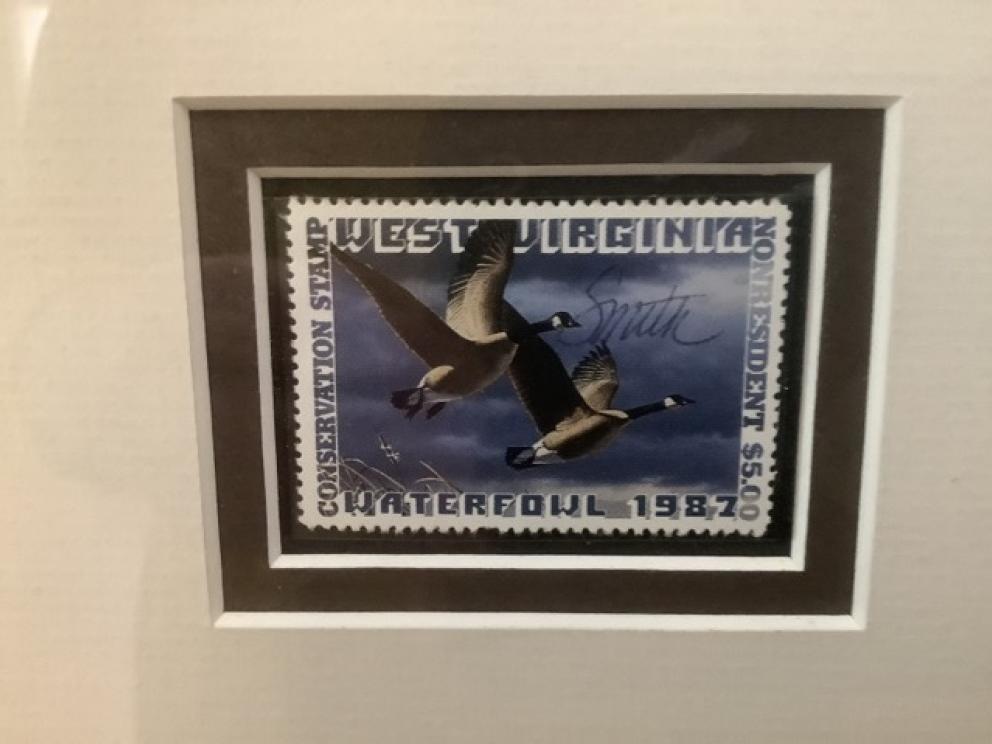 WEST VIRGINIA
CONSERVATION STAMP
NONRESIDENT $5.00
Smith
WATERFOWL 1987